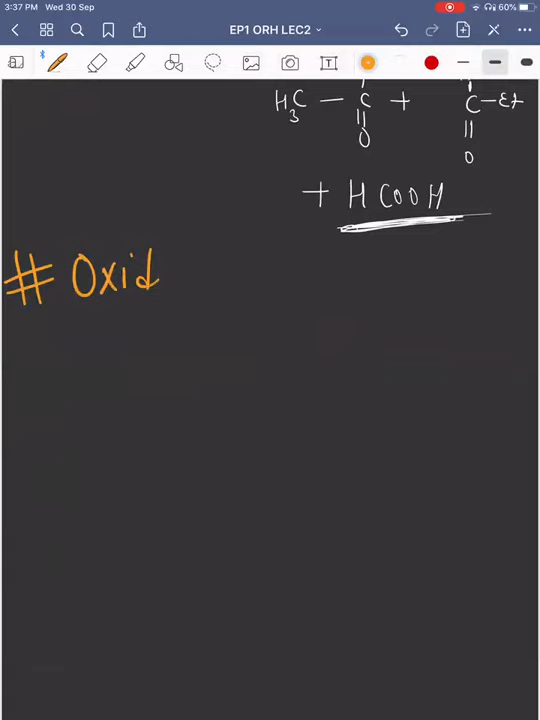 3:37 PM Wed 30 Sep 60%
EP1 ORH LEC2
T
H3C — C + C — Et
O O
+ HCOOH
# Oxid